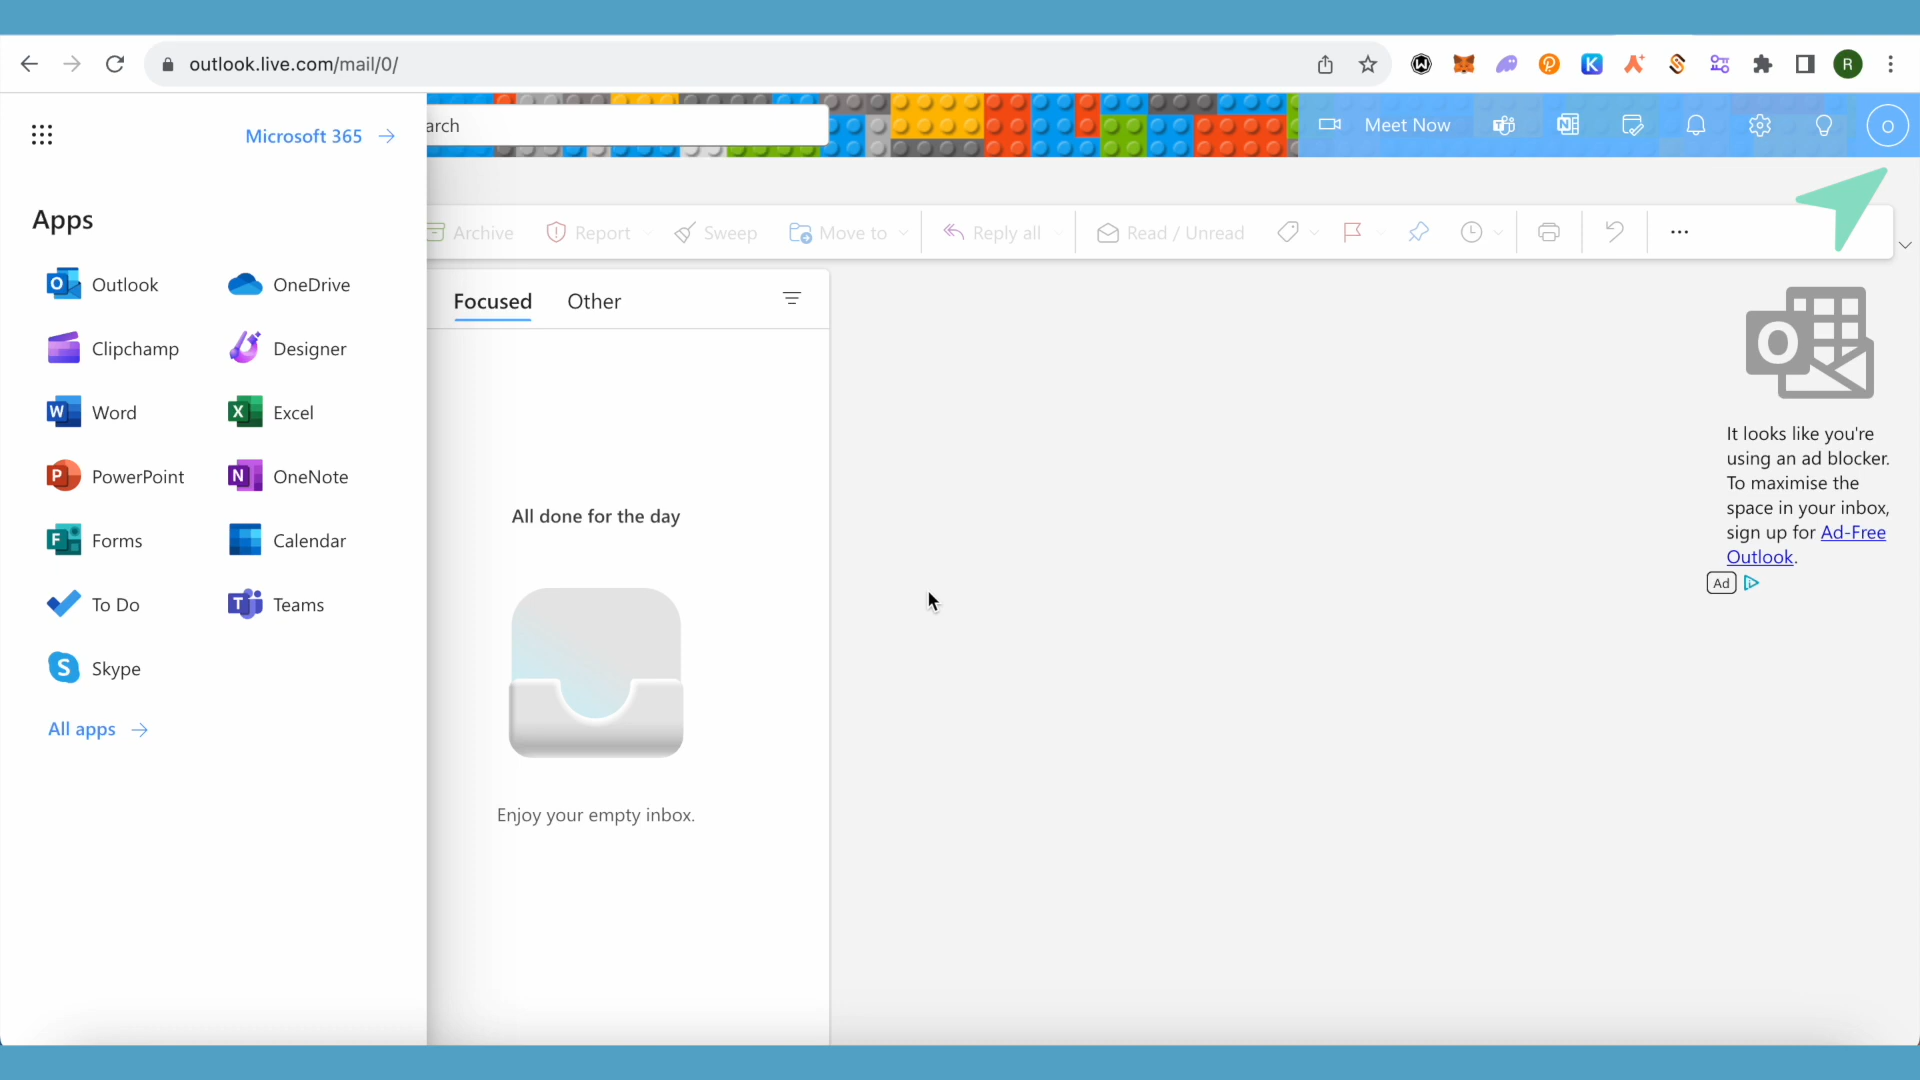 outlook.live.com/mail/0/
R
Microsoft 365
arch
Meet Now
O
Apps
Archive
Report
Sweep
Move to
Reply all
Read / Unread
Outlook
OneDrive
Focused
Other
Clipchamp
Designer
Word
Excel
PowerPoint
OneNote
Forms
Calendar
To Do
Teams
Skype
All apps
All done for the day
Enjoy your empty inbox.
It looks like you're
using an ad blocker.
To maximise the
space in your inbox,
sign up for Ad-Free
Outlook.
Ad